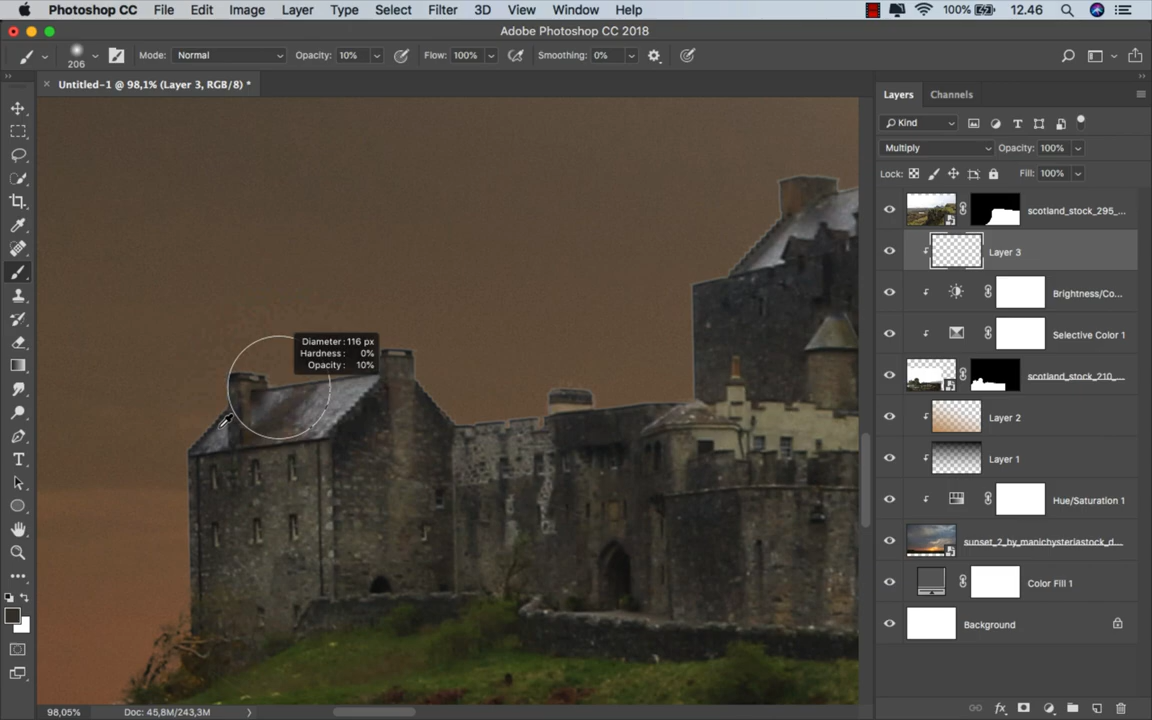 Photoshop CC File Edit Image Layer Type Select Filter 3D View Window Help 100% 12.46
Adobe Photoshop CC 2018
206 Mode: Normal Opacity: 10% Flow: 100% Smoothing: 0%
Untitled-1 @ 98,1% (Layer 3, RGB/8) *
Layers Channels
Kind
Multiply Opacity: 100%
Lock: Fill: 100%
scotland_stock_295_...
Layer 3
Brightness/Co...
Selective Color 1
scotland_stock_210_...
Layer 2
Layer 1
Hue/Saturation 1
sunset_2_by_manichysteriastock_d...
Color Fill 1
Background
Diameter: 116 px
Hardness: 0%
Opacity: 10%
98,05% Doc: 45,8M/243,3M